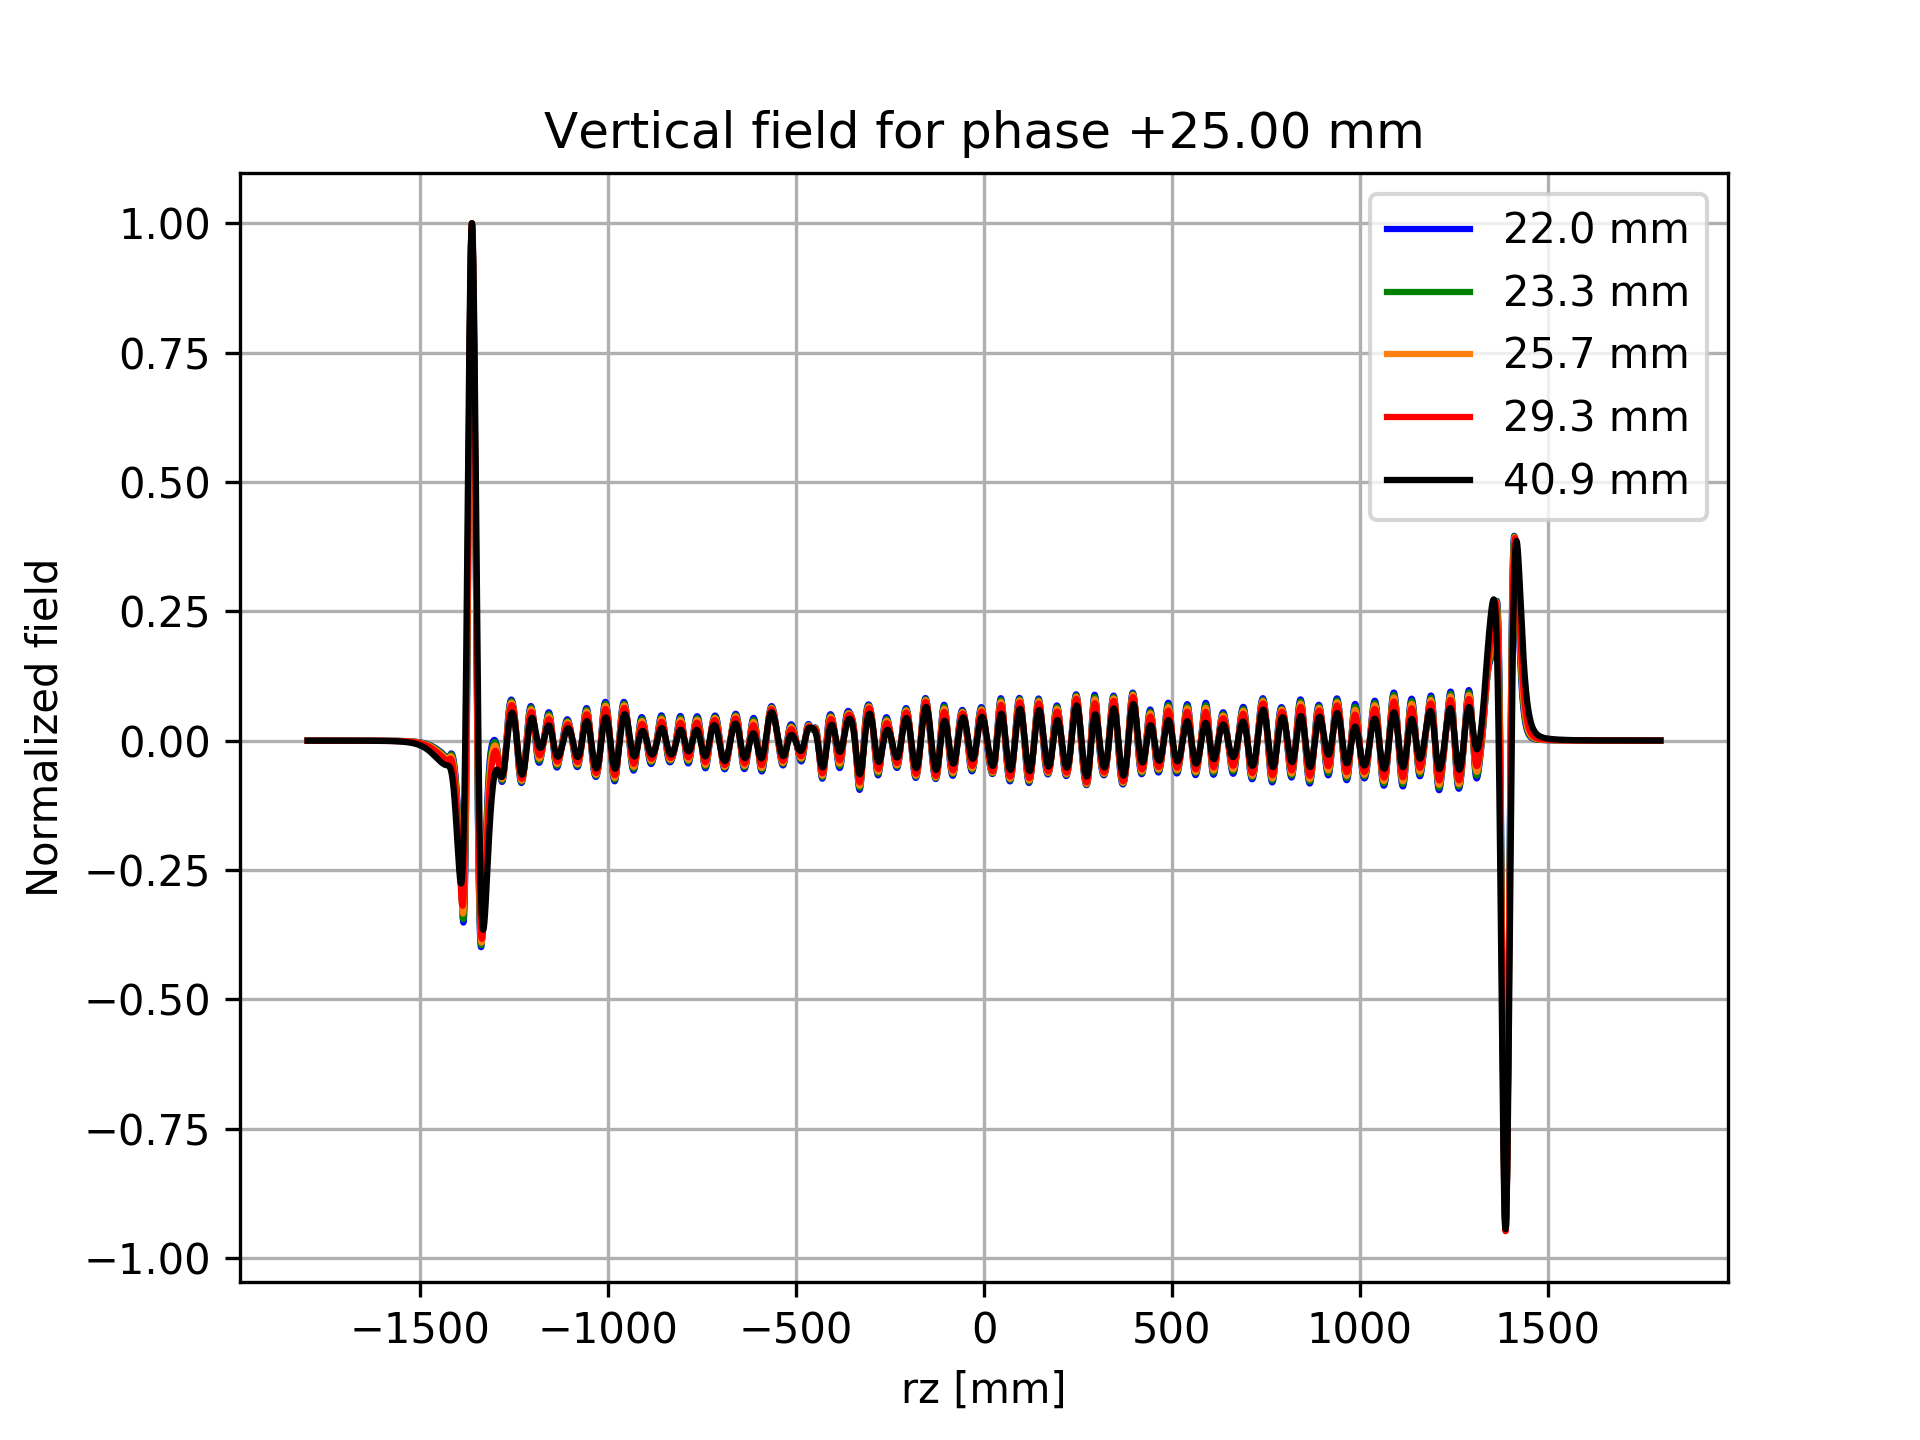 Vertical field for phase +25.00 mm
1.00
0.75
0.50
0.25
0.00
−0.25
−0.50
−0.75
−1.00
Normalized field
22.0 mm
23.3 mm
25.7 mm
29.3 mm
40.9 mm
−1500 −1000 −500 0 500 1000 1500
rz [mm]